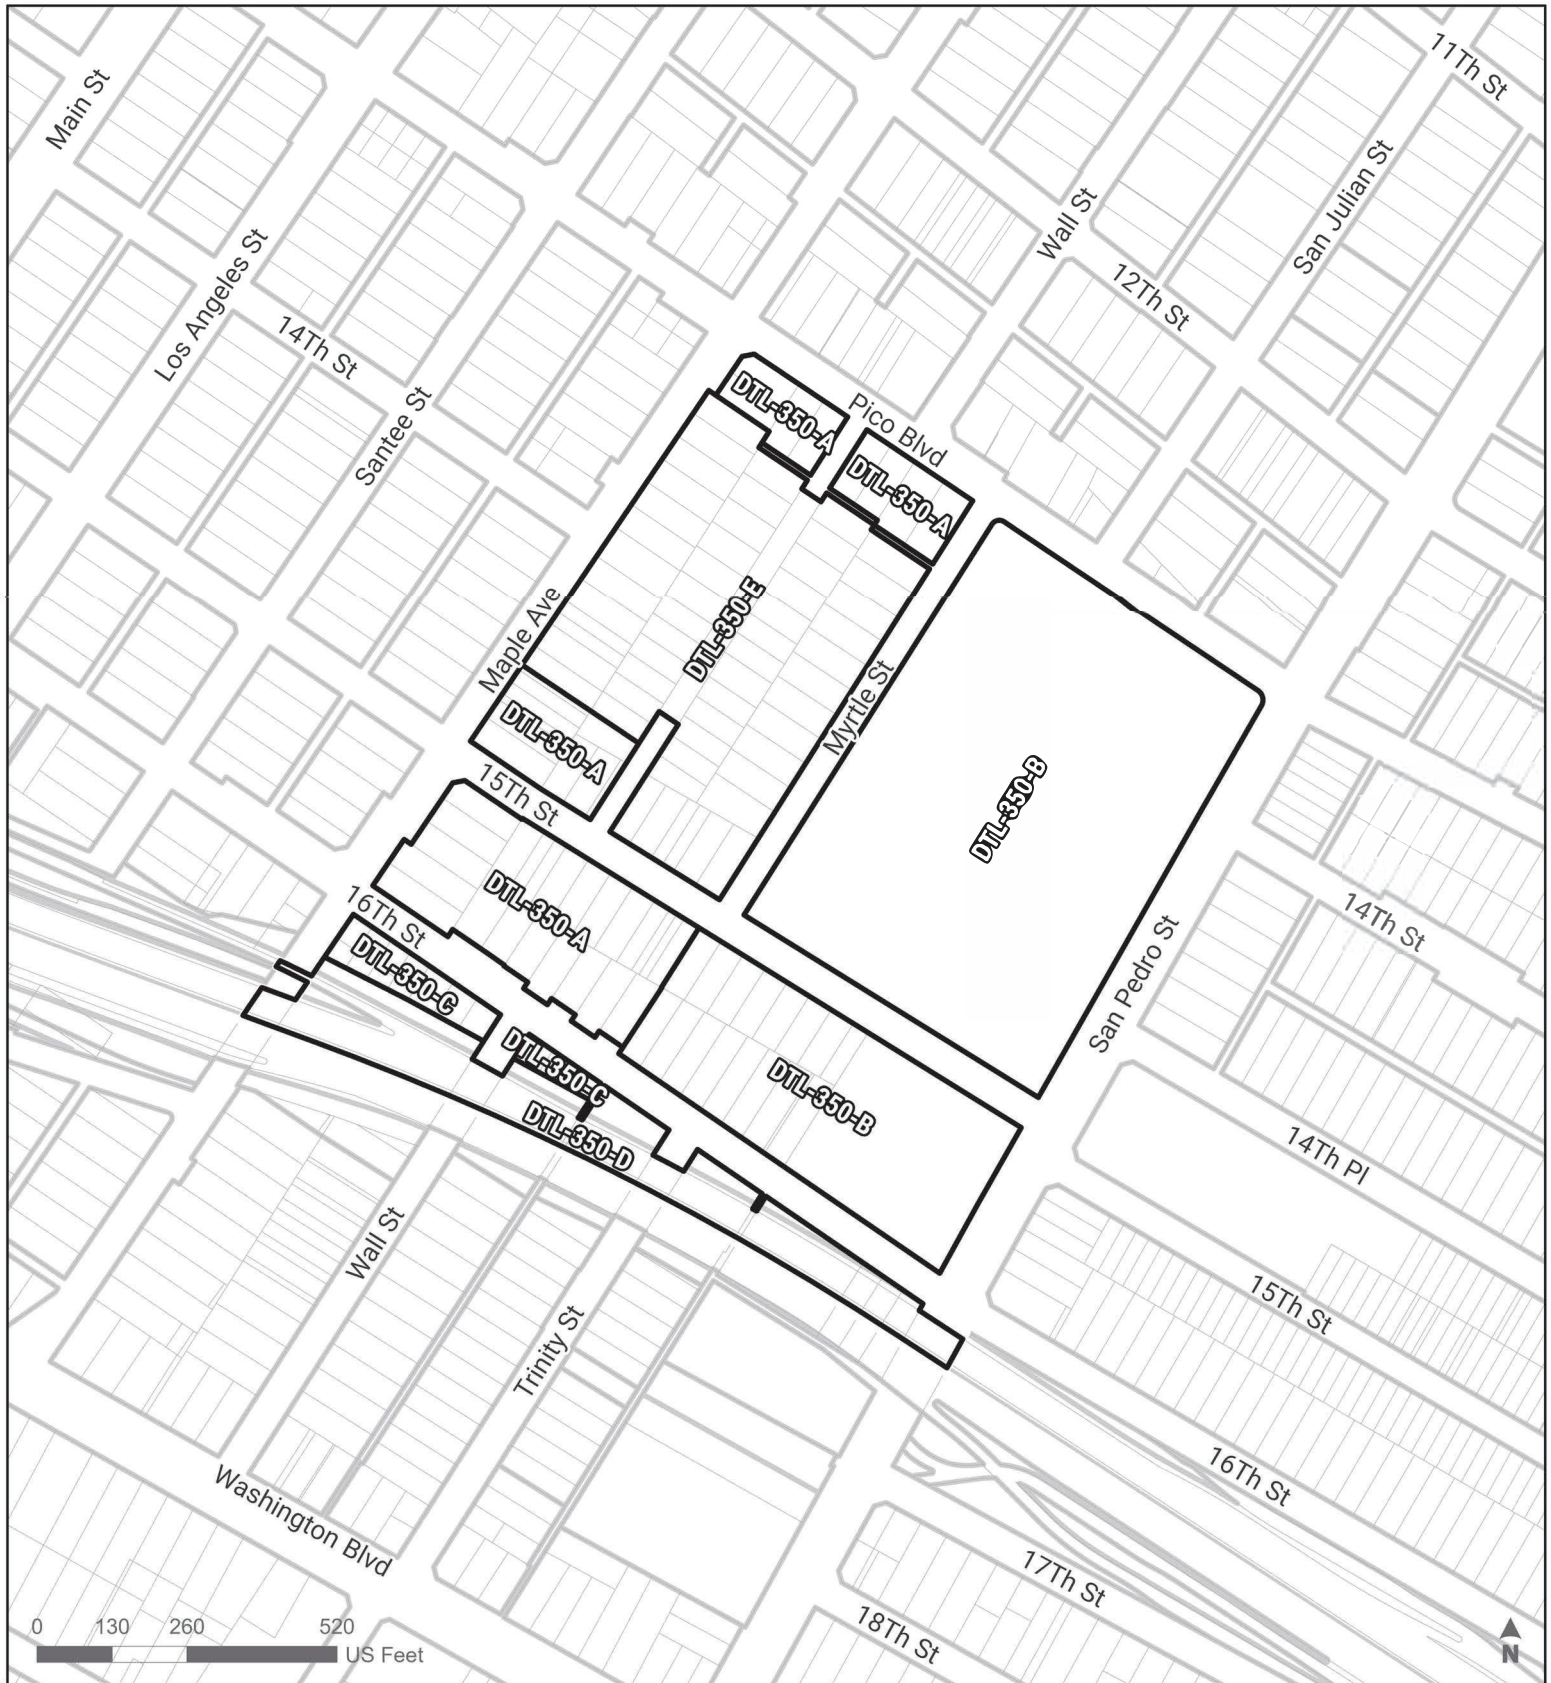 11Th St
Main St
San Julian St
Wall St
Los Angeles St
12Th St
14Th St
Santee St
DTL-350-A
Pico Blvd
DTL-350-A
DTL-350-E
Maple Ave
Myrtle St
DTL-350-A
15Th St
DTL-350-B
DTL-350-A
16Th St
14Th St
DTL-350-C
San Pedro St
DTL-350-C
DTL-350-B
DTL-350-D
14Th Pl
Wall St
15Th St
Trinity St
16Th St
Washington Blvd
17Th St
18Th St
0 130 260 520
US Feet
N